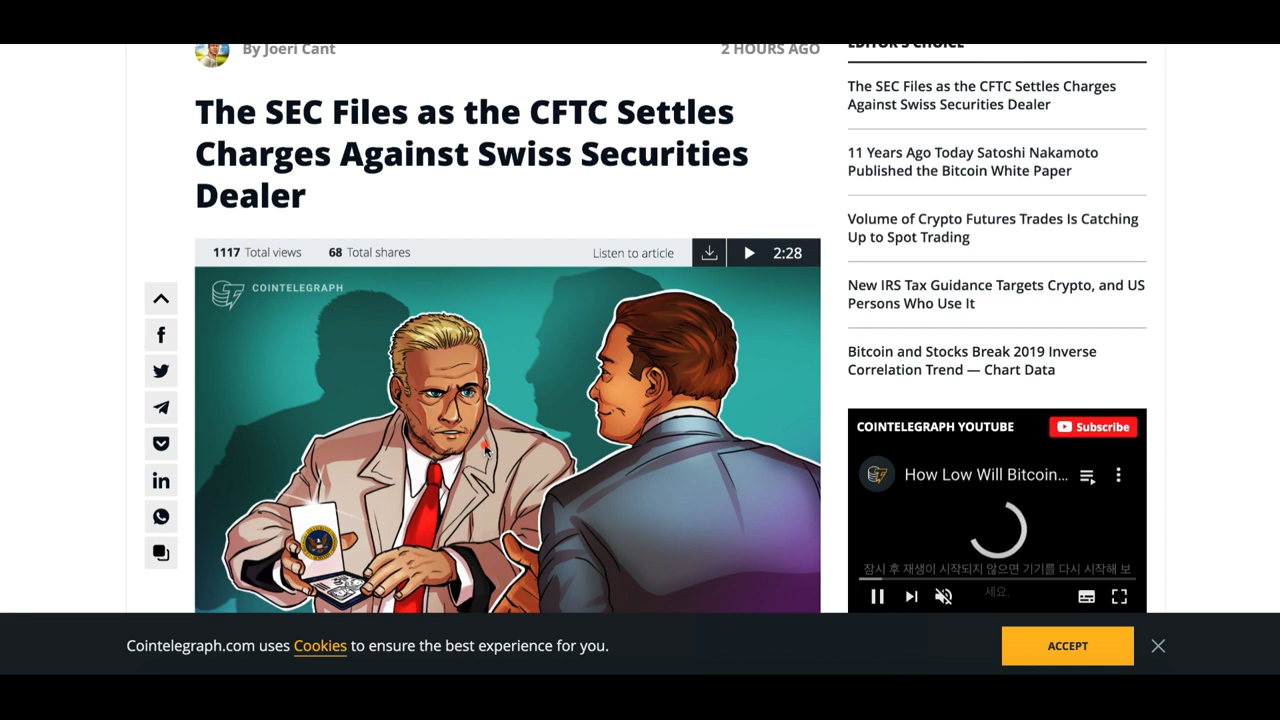 By Joeri Cant
2 HOURS AGO
The SEC Files as the CFTC Settles
Charges Against Swiss Securities
Dealer
1117 Total views 68 Total shares
Listen to article
2:28
COINTELEGRAPH
EDITOR'S CHOICE
The SEC Files as the CFTC Settles Charges
Against Swiss Securities Dealer
11 Years Ago Today Satoshi Nakamoto
Published the Bitcoin White Paper
Volume of Crypto Futures Trades Is Catching
Up to Spot Trading
New IRS Tax Guidance Targets Crypto, and US
Persons Who Use It
Bitcoin and Stocks Break 2019 Inverse
Correlation Trend — Chart Data
COINTELEGRAPH YOUTUBE
Subscribe
How Low Will Bitcoin...
잠시 후 재생이 시작되지 않으면 기기를 다시 시작해 보
세요.
Cointelegraph.com uses Cookies to ensure the best experience for you.
ACCEPT